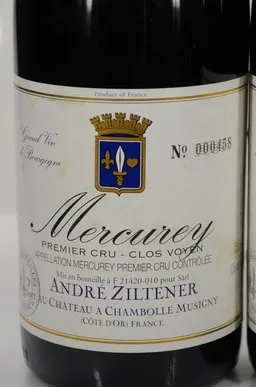 Product of France
Grand Vin
de Bourgogne
No 000458
Mercurey
PREMIER CRU - CLOS VOYEN
APPELLATION MERCUREY PREMIER CRU CONTRÔLÉE
Mis en bouteille à F 21420-010 pour Sàrl
ANDRÉ ZILTENER
AU CHÂTEAU A CHAMBOLLE MUSIGNY
(CÔTE D'OR) FRANCE